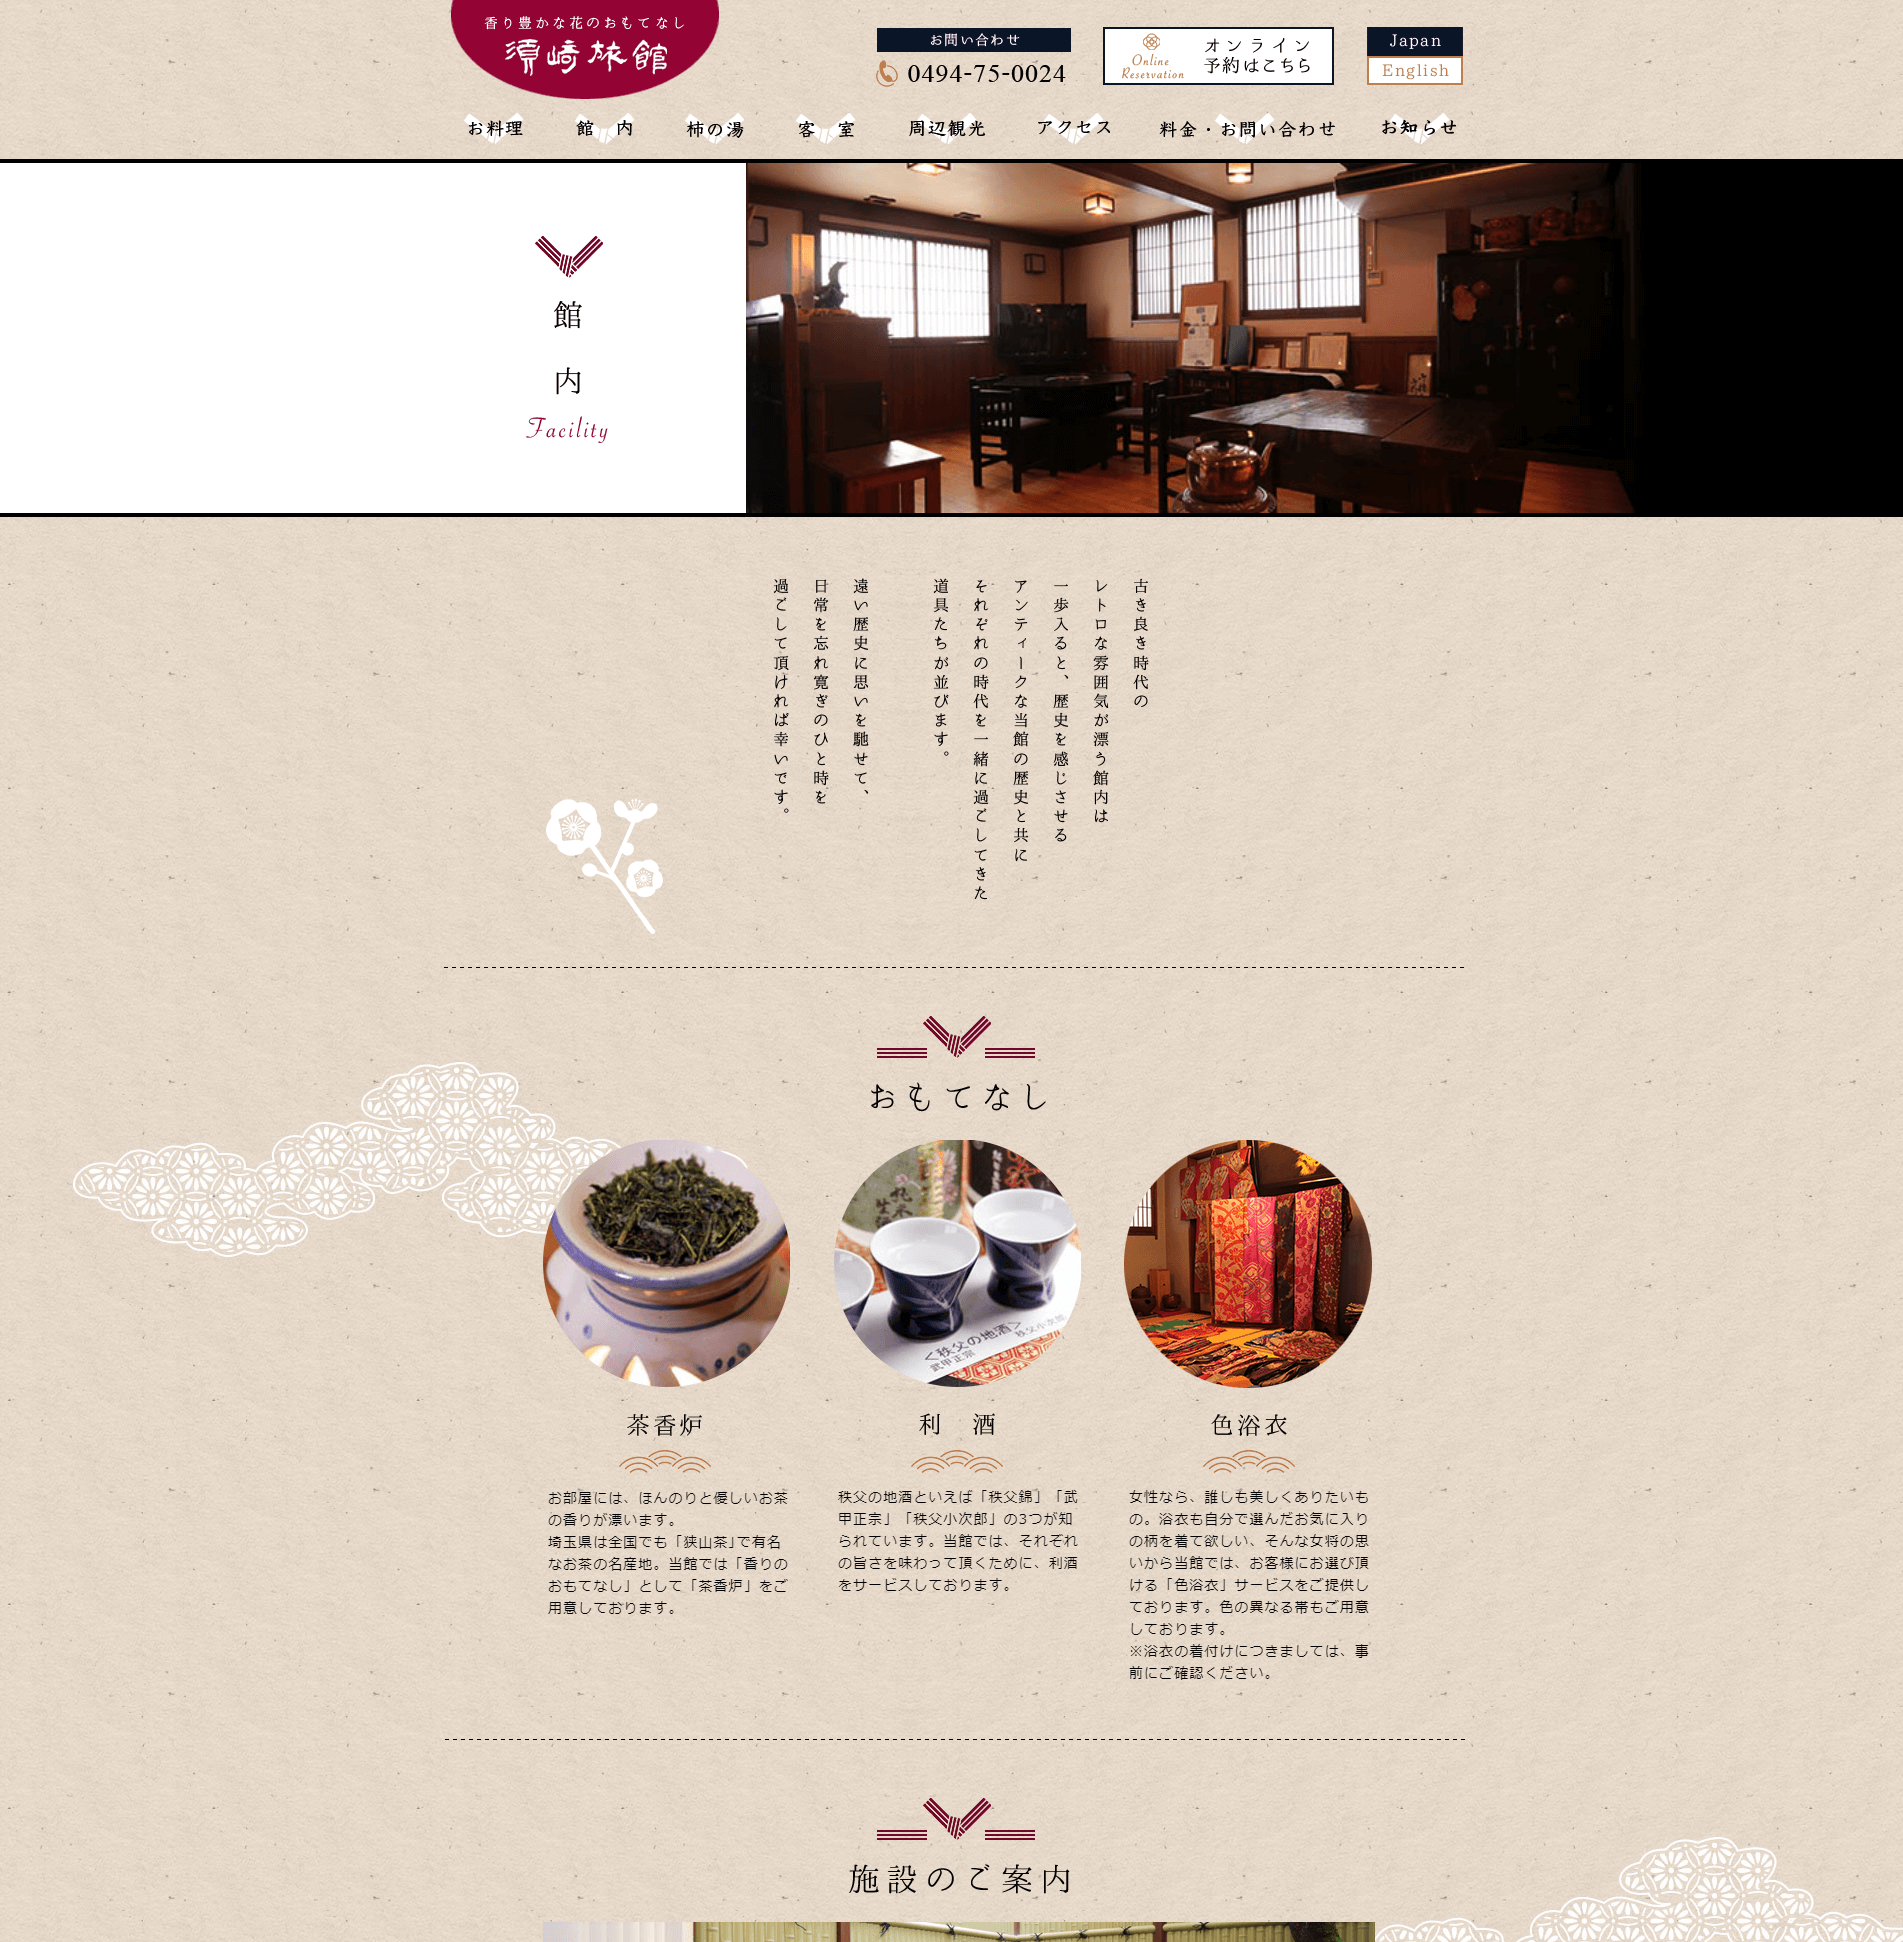 香り豊かな花のおもてなし
須崎旅館
お問い合わせ
0494-75-0024
Online
Reservation
オンライン
予約はこちら
Japan
English
お料理
館 内
柿の湯
客 室
周辺観光
アクセス
料金・お問い合わせ
お知らせ
館
内
Facility
古き良き時代の
レトロな雰囲気が漂う館内は
一歩入ると、歴史を感じさせる
アンティークな当館の歴史と共に
それぞれの時代を一緒に過ごしてきた
道具たちが並びます。
遠い歴史に思いを馳せて、
日常を忘れ寛ぎのひと時を
過ごして頂ければ幸いです。
おもてなし
<秩父の地酒>
武甲正宗
秩父小次郎
茶香炉
お部屋には、ほんのりと優しいお茶
の香りが漂います。
埼玉県は全国でも「狭山茶」で有名
なお茶の名産地。当館では「香りの
おもてなし」として「茶香炉」をご
用意しております。
利 酒
秩父の地酒といえば「秩父錦」「武
甲正宗」「秩父小次郎」の3つが知
られています。当館では、それぞれ
の旨さを味わって頂くために、利酒
をサービスしております。
色浴衣
女性なら、誰しも美しくありたいも
の。浴衣も自分で選んだお気に入り
の柄を着て欲しい、そんな女将の思
いから当館では、お客様にお選び頂
ける「色浴衣」サービスをご提供し
ております。色の異なる帯もご用意
しております。
※浴衣の着付けにつきましては、事
前にご確認ください。
施設のご案内